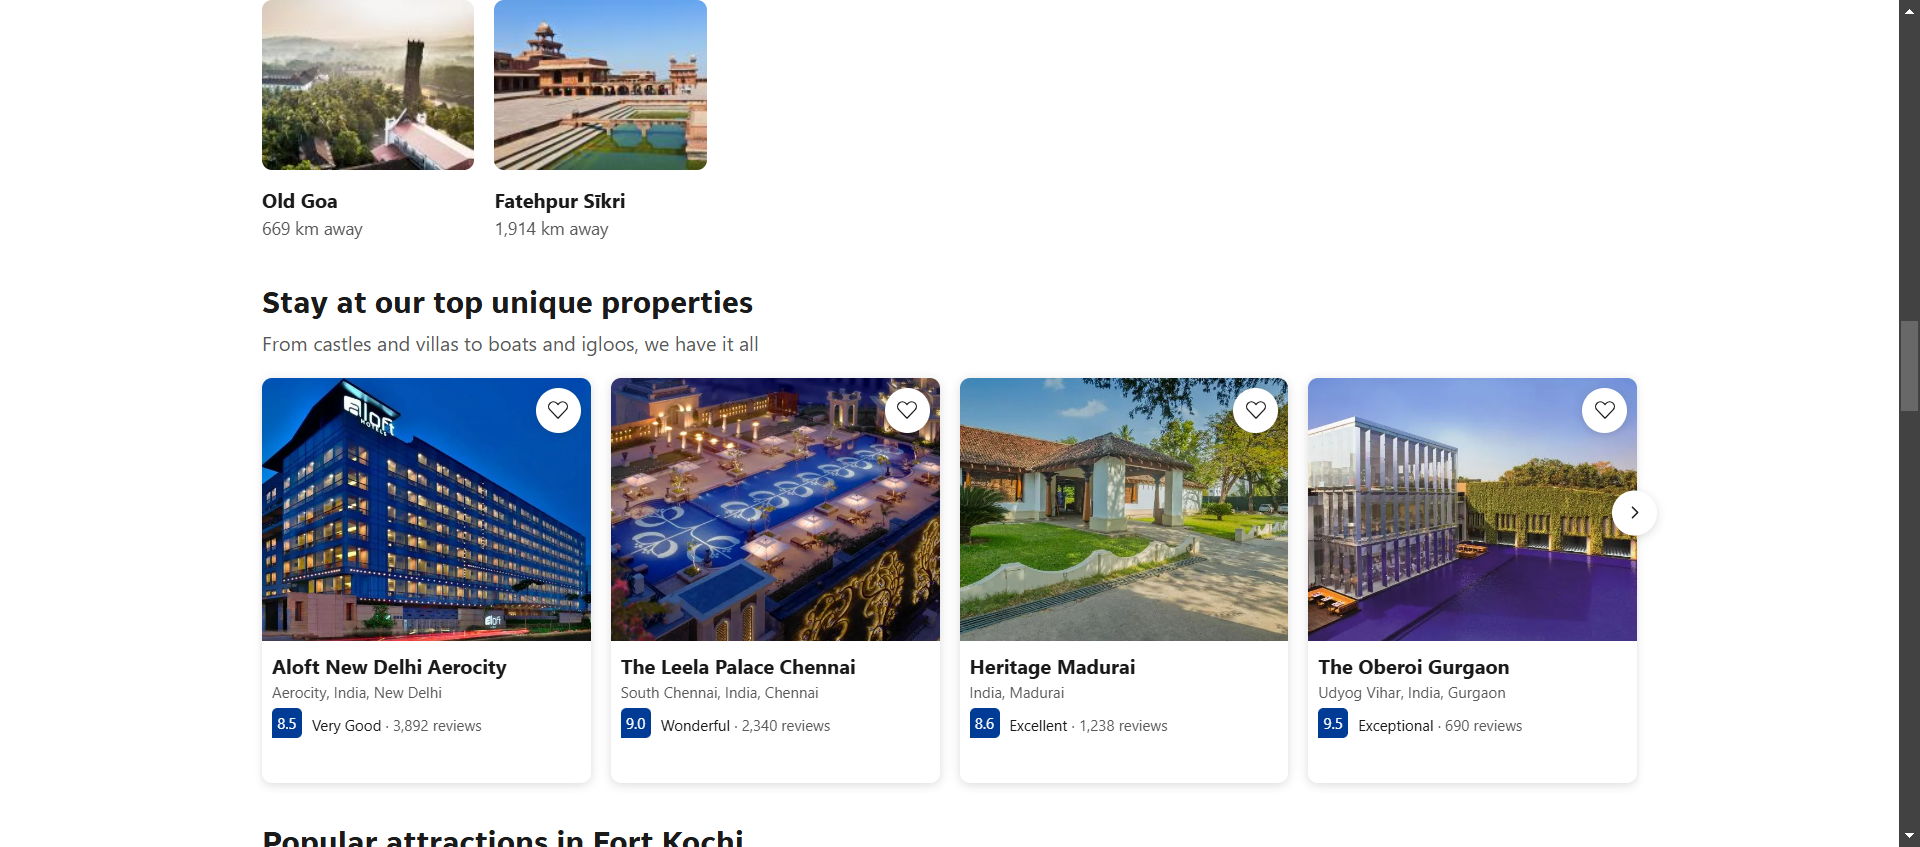 Old Goa
669 km away
Fatehpur Sīkri
1,914 km away
Stay at our top unique properties
From castles and villas to boats and igloos, we have it all
aloft
HOTELS
aloft
Aloft New Delhi Aerocity
Aerocity, India, New Delhi
8.5 Very Good · 3,892 reviews
The Leela Palace Chennai
South Chennai, India, Chennai
9.0 Wonderful · 2,340 reviews
Heritage Madurai
India, Madurai
8.6 Excellent · 1,238 reviews
The Oberoi Gurgaon
Udyog Vihar, India, Gurgaon
9.5 Exceptional · 690 reviews
Popular attractions in Fort Kochi